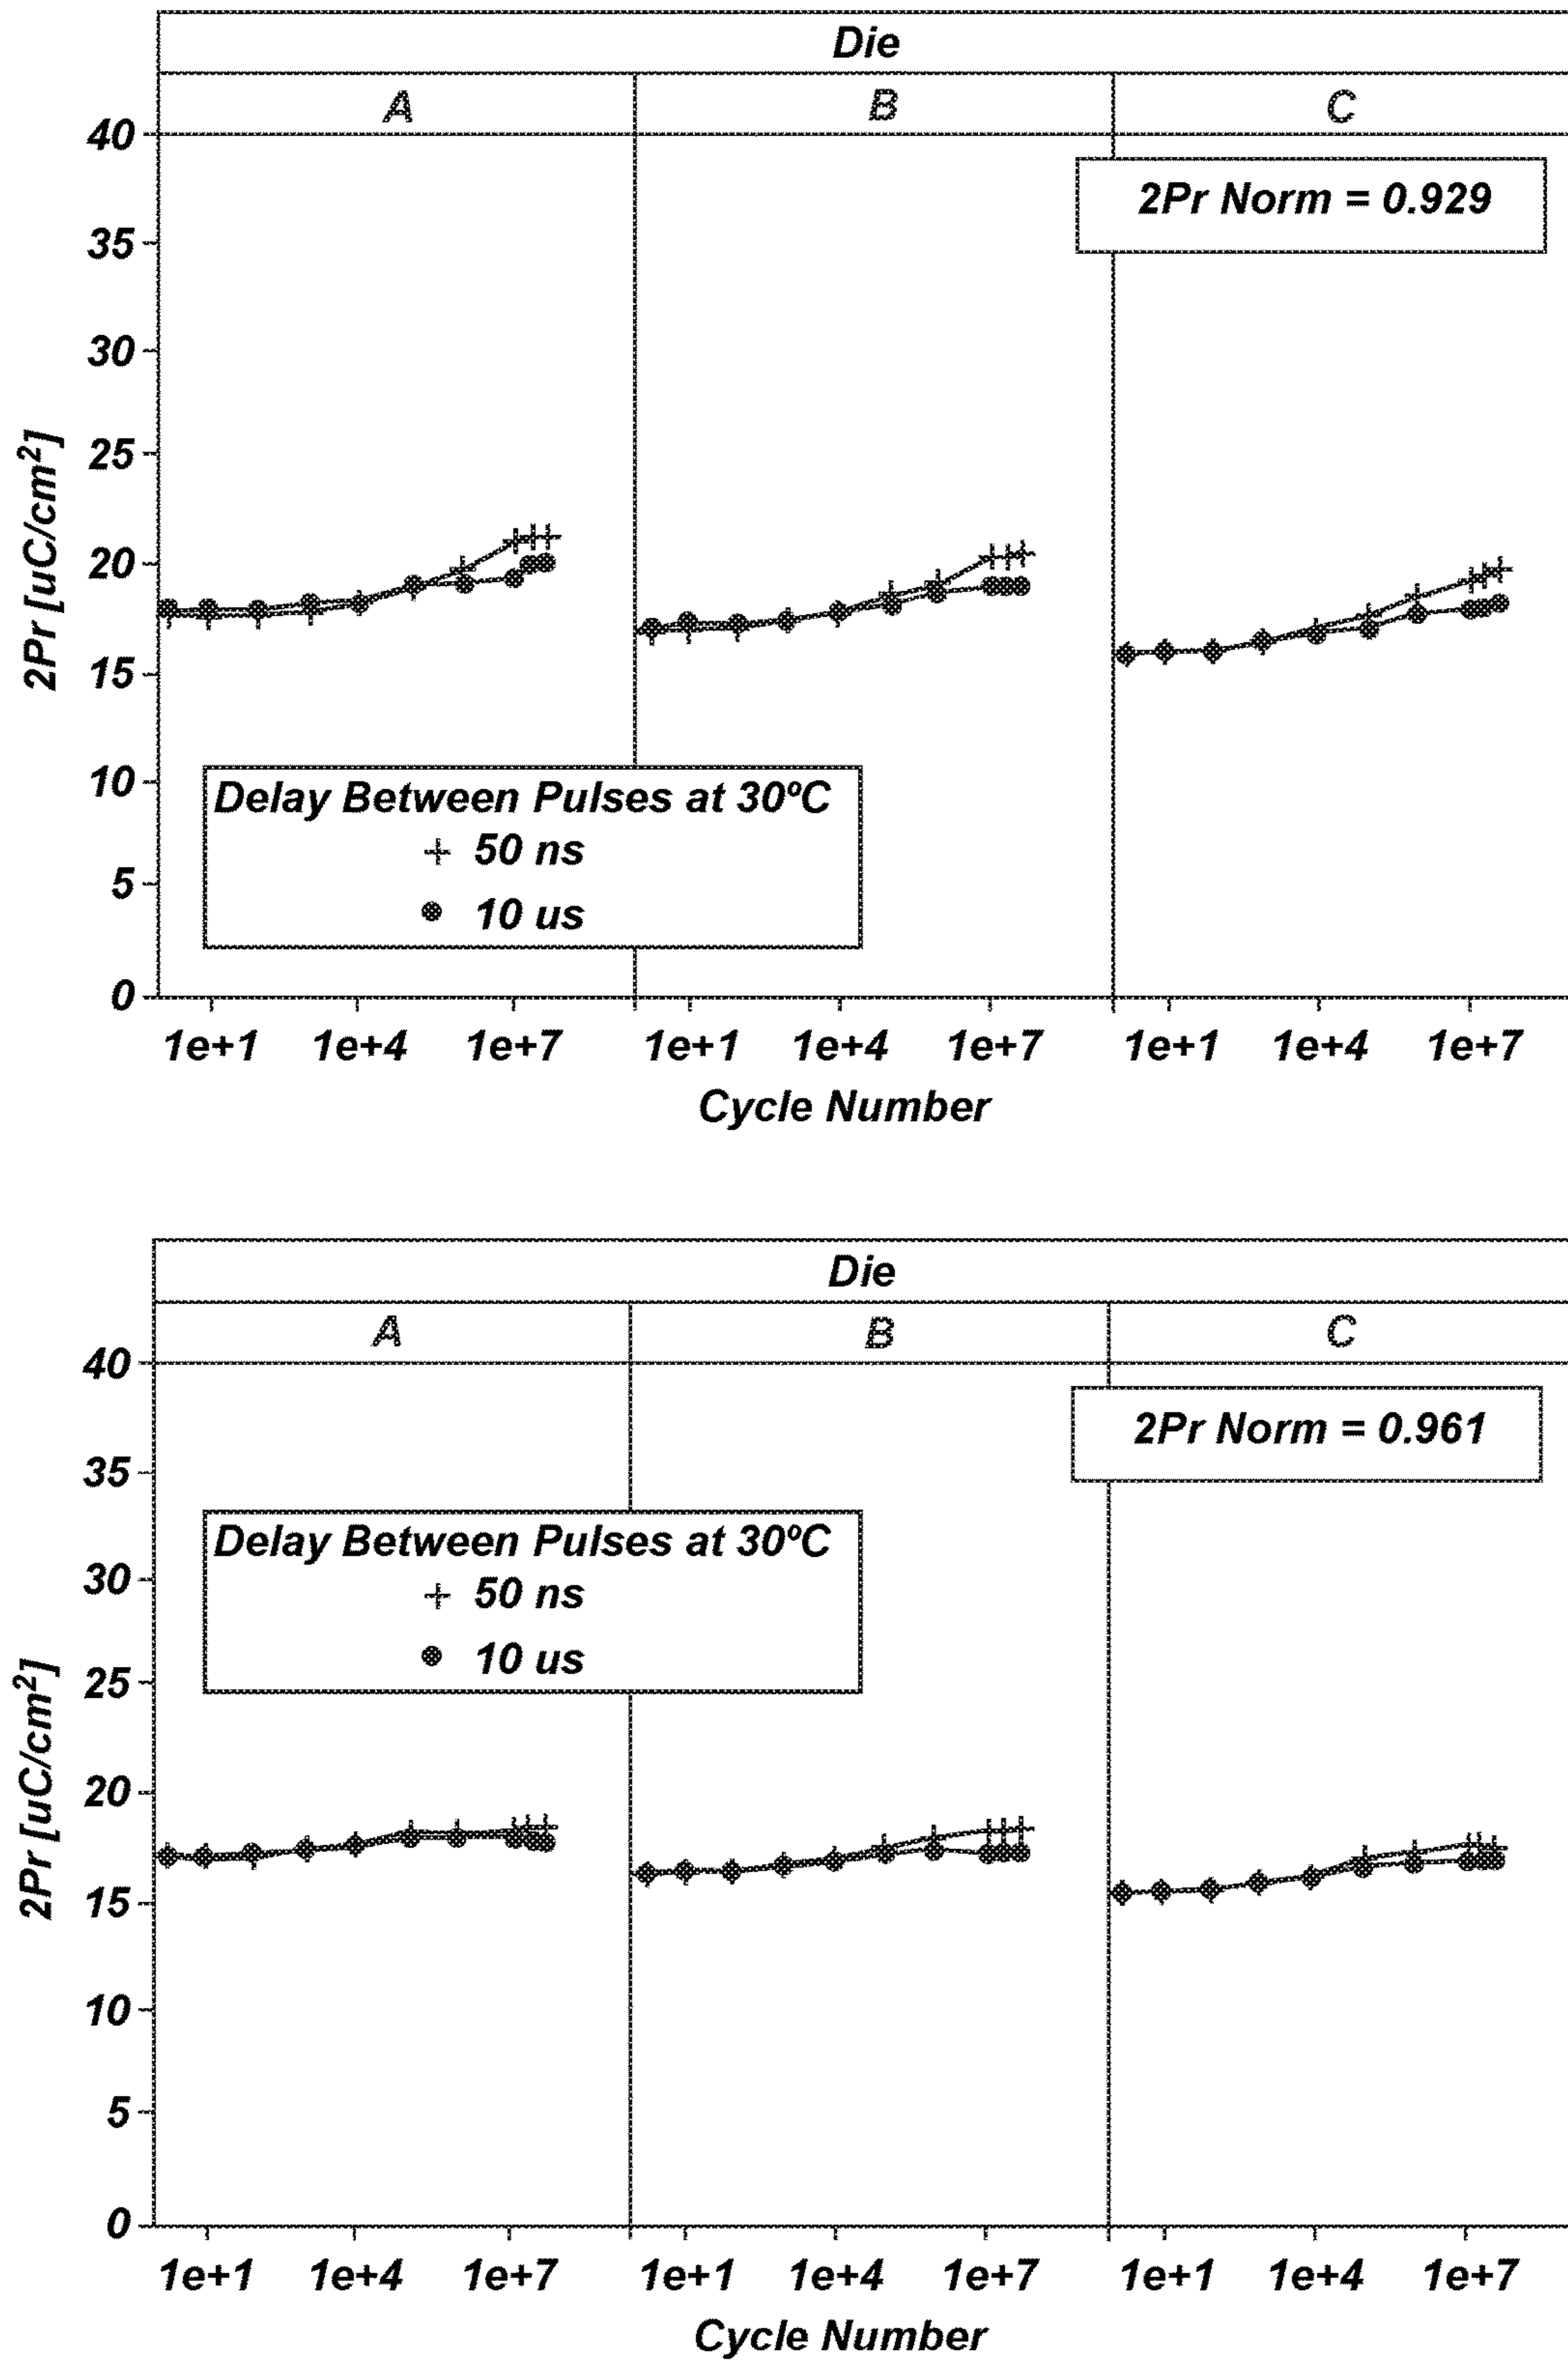 Die
A B C
40
2Pr Norm = 0.929
35
30
25
20
15
10
5
0
2Pr [uC/cm²]
Delay Between Pulses at 30ºC
50 ns
10 us
1e+1 1e+4 1e+7 1e+1 1e+4 1e+7 1e+1 1e+4 1e+7
Cycle Number
Die
A B C
40
2Pr Norm = 0.961
35
30
25
20
15
10
5
0
2Pr [uC/cm²]
Delay Between Pulses at 30ºC
50 ns
10 us
1e+1 1e+4 1e+7 1e+1 1e+4 1e+7 1e+1 1e+4 1e+7
Cycle Number